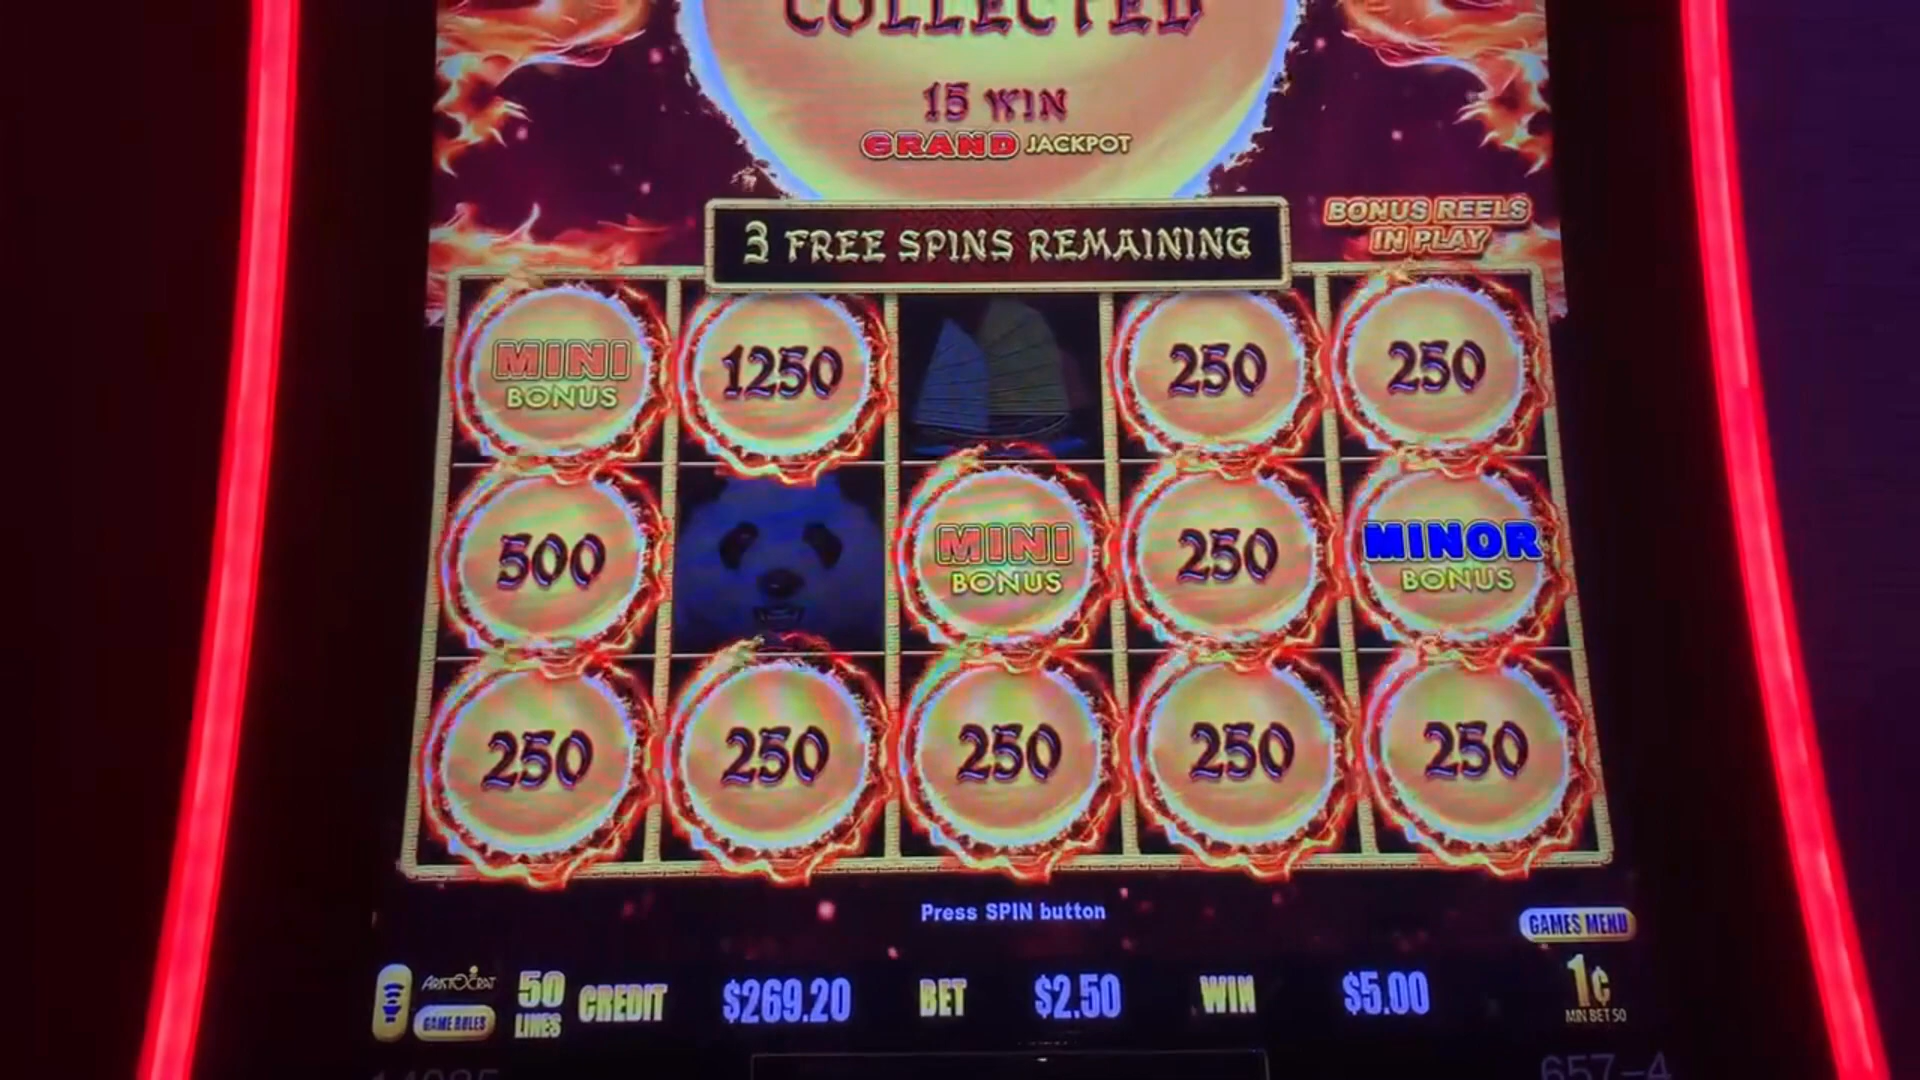 COLLECTED
15 WIN
GRAND JACKPOT
3 FREE SPINS REMAINING
BONUS REELS
IN PLAY
MINI
BONUS
1250
250
250
500
MINI
BONUS
250
MINOR
BONUS
250
250
250
250
250
Press SPIN button
GAMES MENU
ARISTOCRAT
GAME RULES
50
LINES
CREDIT
$269.20
BET
$2.50
WIN
$5.00
1¢
MIN BET 50
657-4